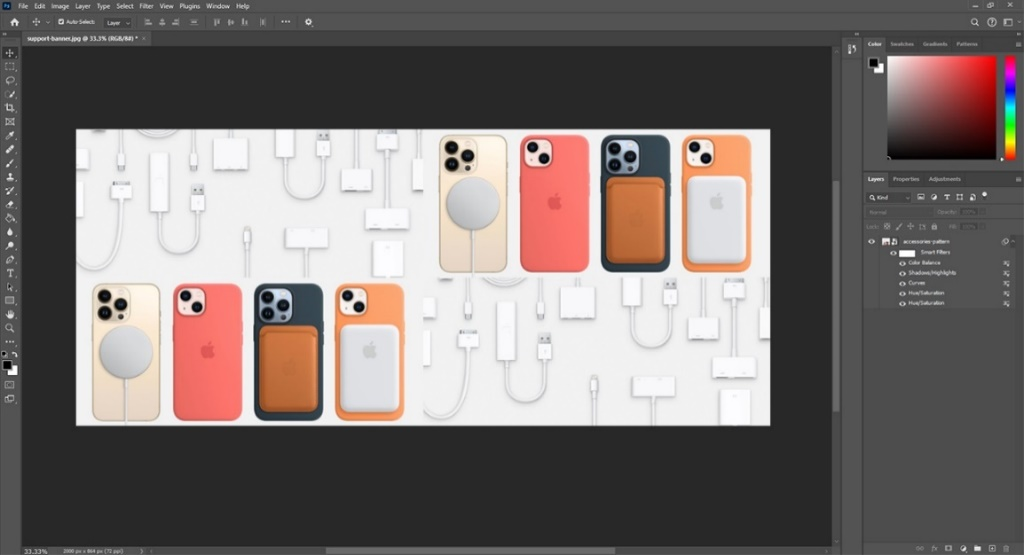 Ps File Edit Image Layer Type Select Filter View Plugins Window Help
Auto-Select: Layer
support-banner.jpg @ 33.3% (RGB/8#) * ×
Color Swatches Gradients Patterns
Layers Properties Adjustments
Kind
Normal Opacity:
Lock: Fill:
accessories-pattern
Smart Filters
Color Balance
Shadows/Highlights
Curves
Hue/Saturation
Hue/Saturation
T
33.33%